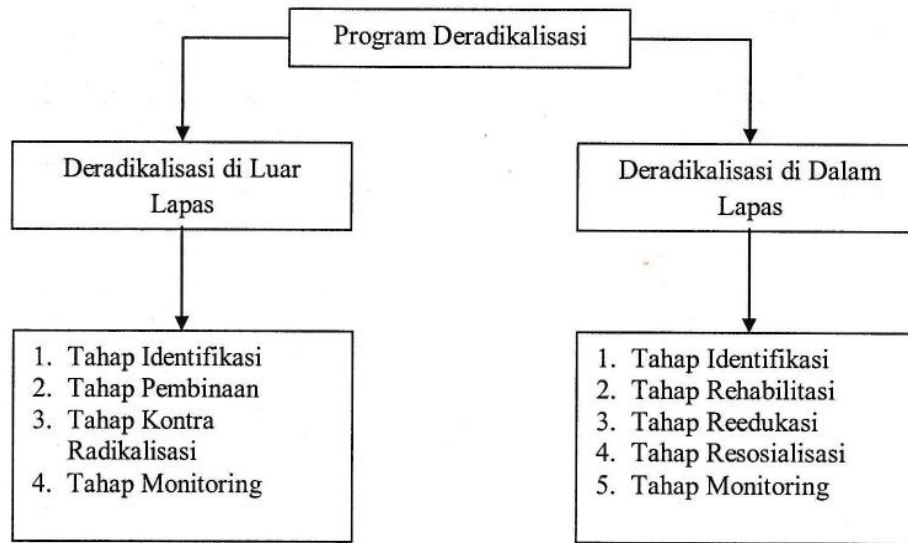 Program Deradikalisasi
Deradikalisasi di Luar
Lapas
Deradikalisasi di Dalam
Lapas
1. Tahap Identifikasi
2. Tahap Pembinaan
3. Tahap Kontra
Radikalisasi
4. Tahap Monitoring
1. Tahap Identifikasi
2. Tahap Rehabilitasi
3. Tahap Reedukasi
4. Tahap Resosialisasi
5. Tahap Monitoring